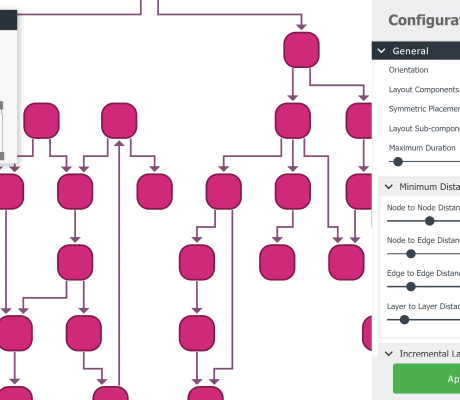 Configurat
General
Orientation
Layout Components
Symmetric Placemen
Layout Sub-compone
Maximum Duration
Minimum Dista
Node to Node Distan
Node to Edge Distanc
Edge to Edge Distanc
Layer to Layer Distan
Incremental La
Ap